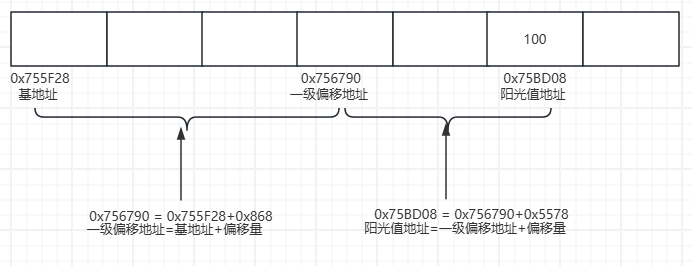 100
0x755F28
基地址
0x756790
一级偏移地址
0x75BD08
阳光值地址
0x756790 = 0x755F28+0x868
一级偏移地址=基地址+偏移量
0x75BD08 = 0x756790+0x5578
阳光值地址=一级偏移地址+偏移量